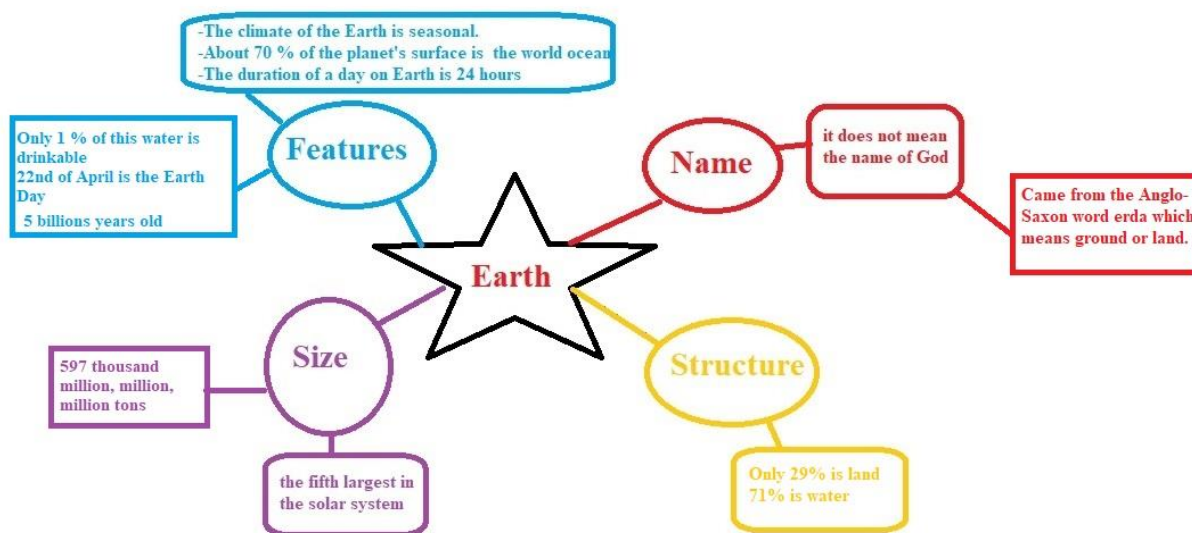 -The climate of the Earth is seasonal.
-About 70 % of the planet's surface is the world ocean
-The duration of a day on Earth is 24 hours
Features
Only 1 % of this water is
drinkable
22nd of April is the Earth
Day
5 billions years old
Name
it does not mean
the name of God
Came from the Anglo-
Saxon word erda which
means ground or land.
Earth
Size
597 thousand
million, million,
million tons
the fifth largest in
the solar system
Structure
Only 29% is land
71% is water